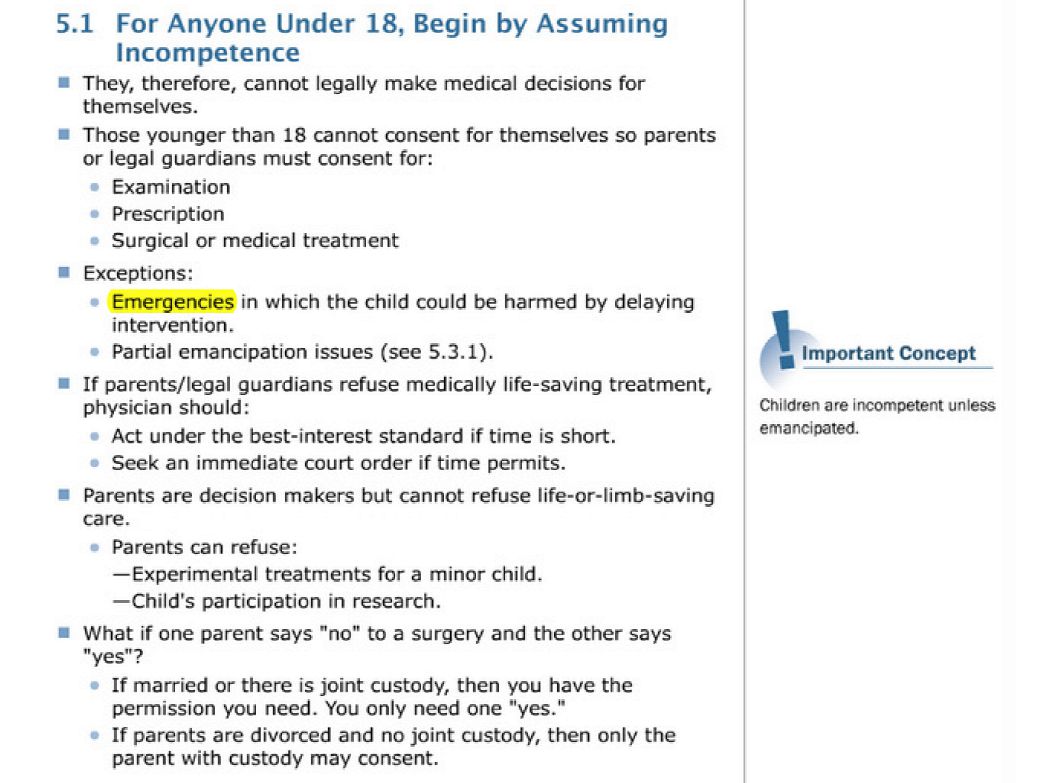 5.1 For Anyone Under 18, Begin by Assuming
Incompetence
They, therefore, cannot legally make medical decisions for
themselves.
Those younger than 18 cannot consent for themselves so parents
or legal guardians must consent for:
Examination
Prescription
Surgical or medical treatment
Exceptions:
Emergencies in which the child could be harmed by delaying
intervention.
Partial emancipation issues (see 5.3.1).
If parents/legal guardians refuse medically life-saving treatment,
physician should:
Act under the best-interest standard if time is short.
Seek an immediate court order if time permits.
Parents are decision makers but cannot refuse life-or-limb-saving
care.
Parents can refuse:
—Experimental treatments for a minor child.
—Child's participation in research.
What if one parent says "no" to a surgery and the other says
"yes"?
If married or there is joint custody, then you have the
permission you need. You only need one "yes."
If parents are divorced and no joint custody, then only the
parent with custody may consent.
! Important Concept
Children are incompetent unless
emancipated.